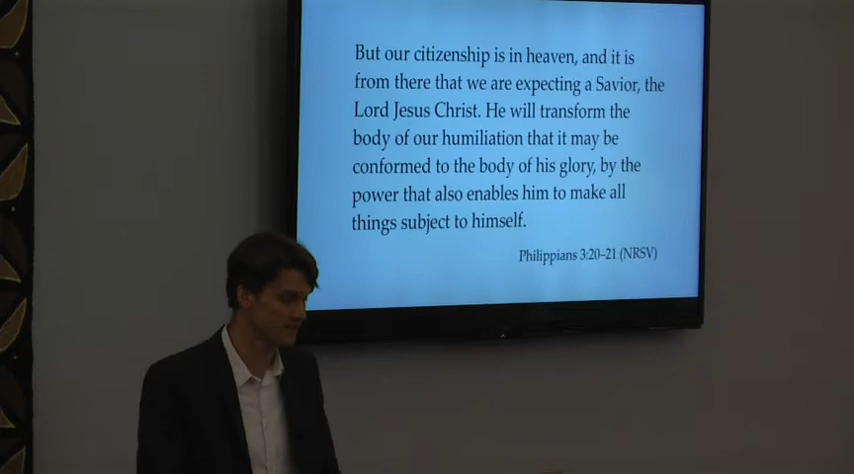 But our citizenship is in heaven, and it is
from there that we are expecting a Savior, the
Lord Jesus Christ. He will transform the
body of our humiliation that it may be
conformed to the body of his glory, by the
power that also enables him to make all
things subject to himself.
Philippians 3:20–21 (NRSV)